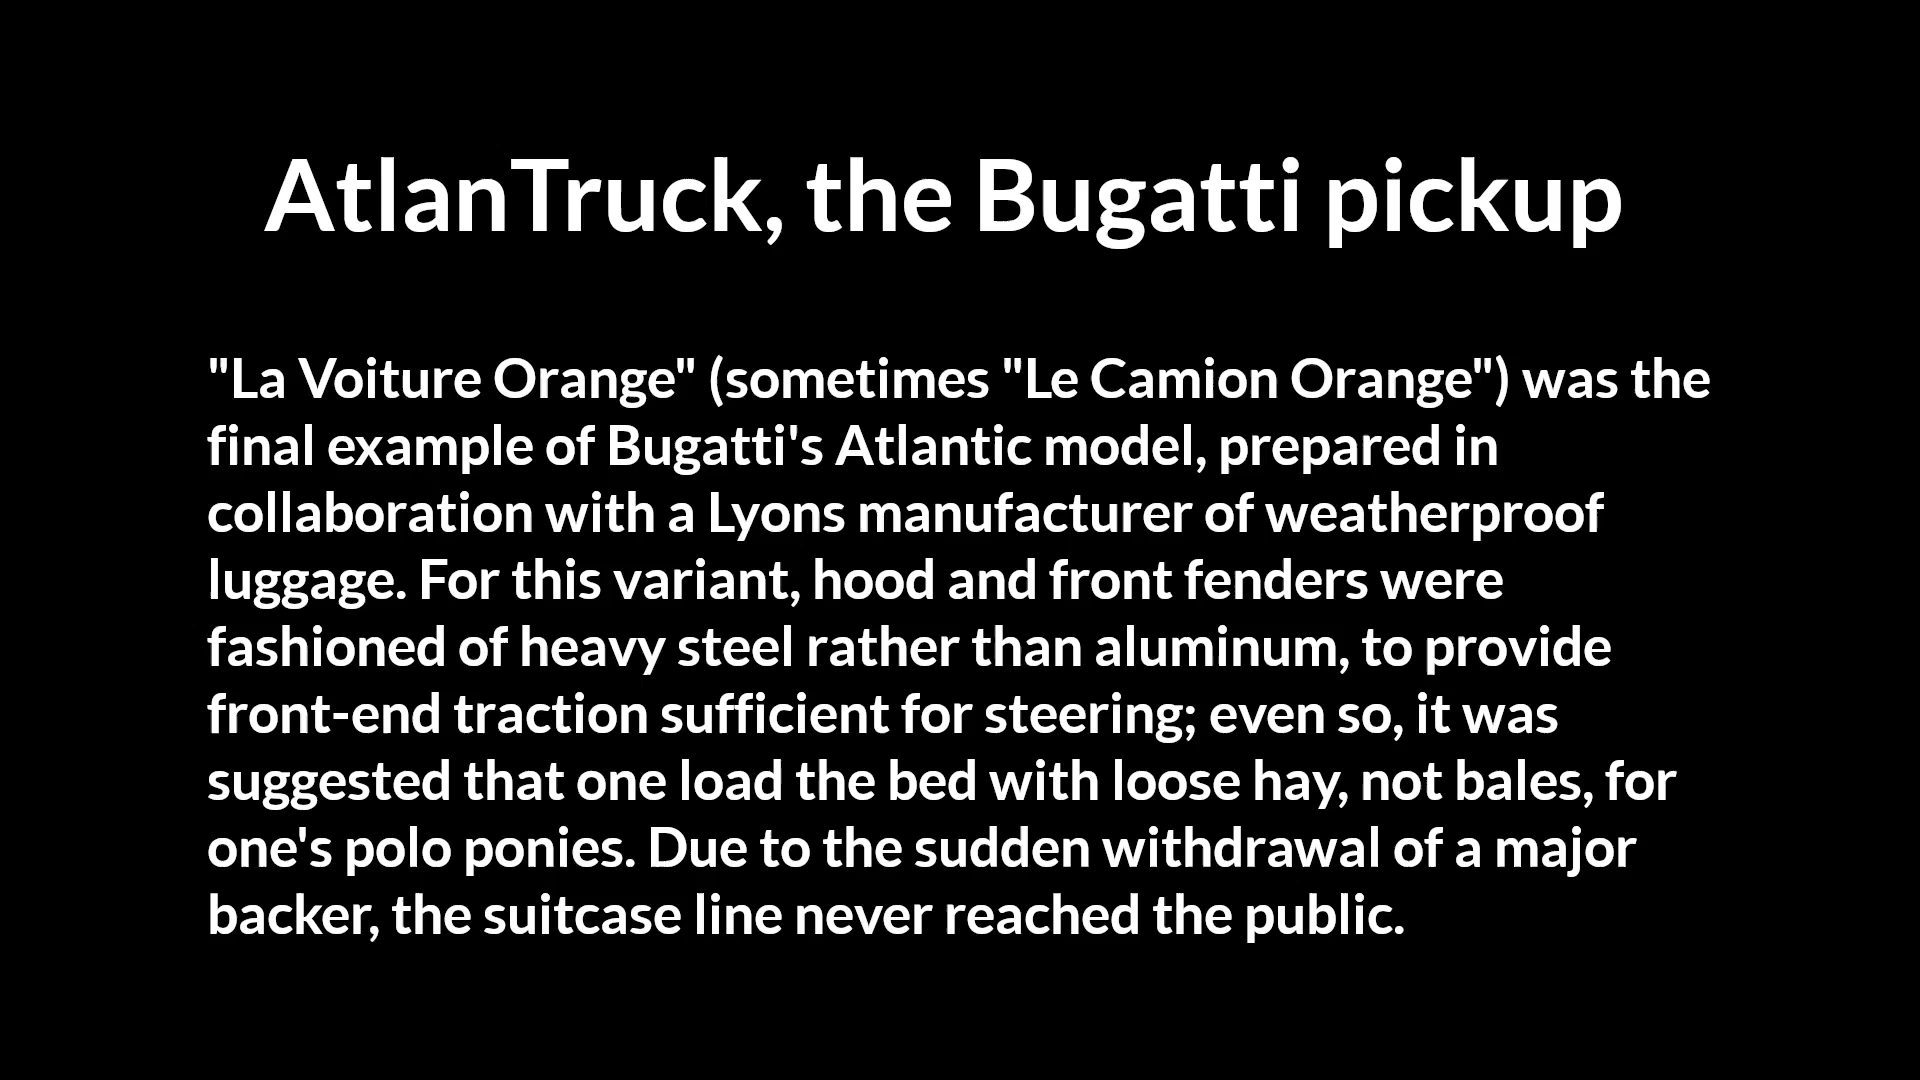 AtlanTruck, the Bugatti pickup
"La Voiture Orange" (sometimes "Le Camion Orange") was the
final example of Bugatti's Atlantic model, prepared in
collaboration with a Lyons manufacturer of weatherproof
luggage. For this variant, hood and front fenders were
fashioned of heavy steel rather than aluminum, to provide
front-end traction sufficient for steering; even so, it was
suggested that one load the bed with loose hay, not bales, for
one's polo ponies. Due to the sudden withdrawal of a major
backer, the suitcase line never reached the public.